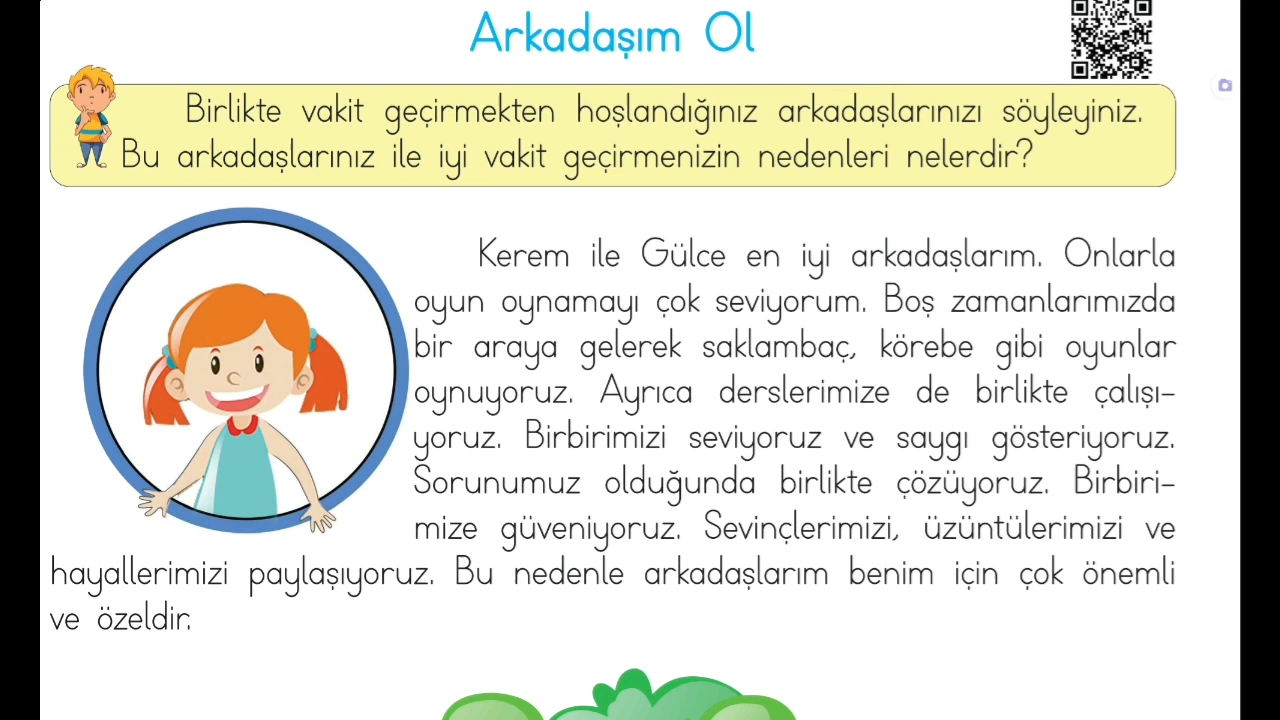 Arkadaşım Ol
Birlikte vakit geçirmekten hoşlandığınız arkadaşlarınızı söyleyiniz.
Bu arkadaşlarınız ile iyi vakit geçirmenizin nedenleri nelerdir?
Kerem ile Gülce en iyi arkadaşlarım. Onlarla
oyun oynamayı çok seviyorum. Boş zamanlarımızda
bir araya gelerek saklambaç, körebe gibi oyunlar
oynuyoruz. Ayrıca derslerimize de birlikte çalışı-
yoruz. Birbirimizi seviyoruz ve saygı gösteriyoruz.
Sorunumuz olduğunda birlikte çözüyoruz. Birbiri-
mize güveniyoruz. Sevinçlerimizi, üzüntülerimizi ve
hayallerimizi paylaşıyoruz. Bu nedenle arkadaşlarım benim için çok önemli
ve özeldir.